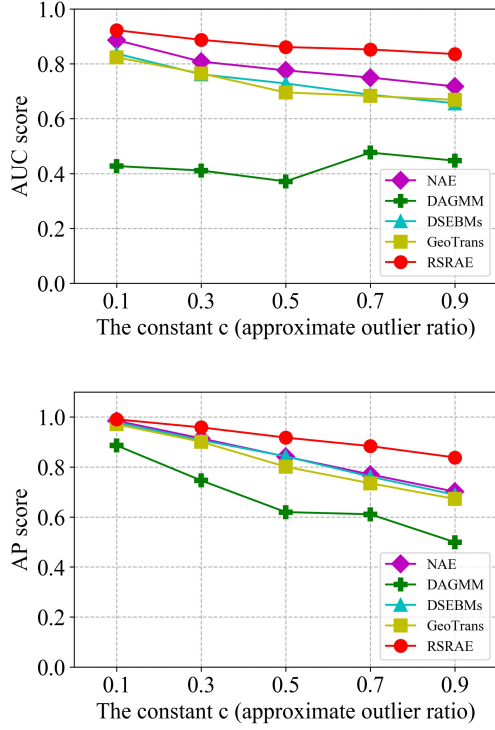 1.0
0.8
0.6
0.4
0.2
0.0
AUC score
NAE
DAGMM
DSEBMs
GeoTrans
RSRAE
0.1 0.3 0.5 0.7 0.9
The constant c (approximate outlier ratio)
1.0
0.8
0.6
0.4
0.2
0.0
AP score
NAE
DAGMM
DSEBMs
GeoTrans
RSRAE
0.1 0.3 0.5 0.7 0.9
The constant c (approximate outlier ratio)